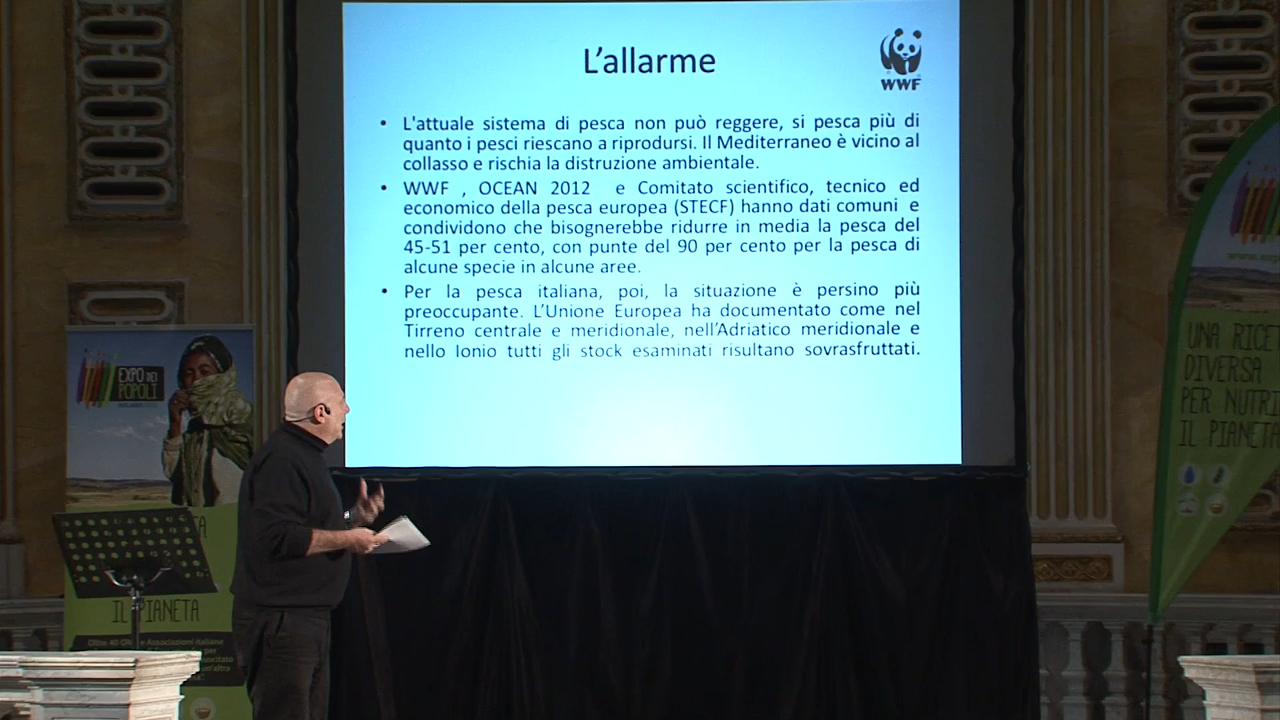 L'allarme
WWF
• L'attuale sistema di pesca non può reggere, si pesca più di
quanto i pesci riescano a riprodursi. Il Mediterraneo è vicino al
collasso e rischia la distruzione ambientale.
• WWF , OCEAN 2012 e Comitato scientifico, tecnico ed
economico della pesca europea (STECF) hanno dati comuni e
condividono che bisognerebbe ridurre in media la pesca del
45-51 per cento, con punte del 90 per cento per la pesca di
alcune specie in alcune aree.
• Per la pesca italiana, poi, la situazione è persino più
preoccupante. L'Unione Europea ha documentato come nel
Tirreno centrale e meridionale, nell'Adriatico meridionale e
nello Ionio tutti gli stock esaminati risultano sovrasfruttati.
EXPO DEI
POPOLI
IL PIANETA
Oltre 40 e Associazioni italiane
per
UNA RICET
DIVERSA
PER NUTRI
IL PIANETA